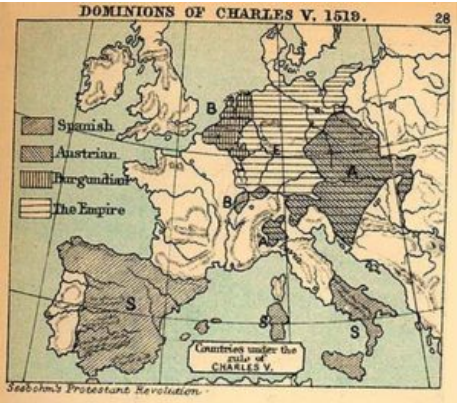 DOMINIONS OF CHARLES V. 1519.
28
B
Spanish
Austrian
Burgundian
The Empire
E
A
B
A
S
S
S
Countries under the
rule of
CHARLES V.
Seebohm's Protestant Revolution.